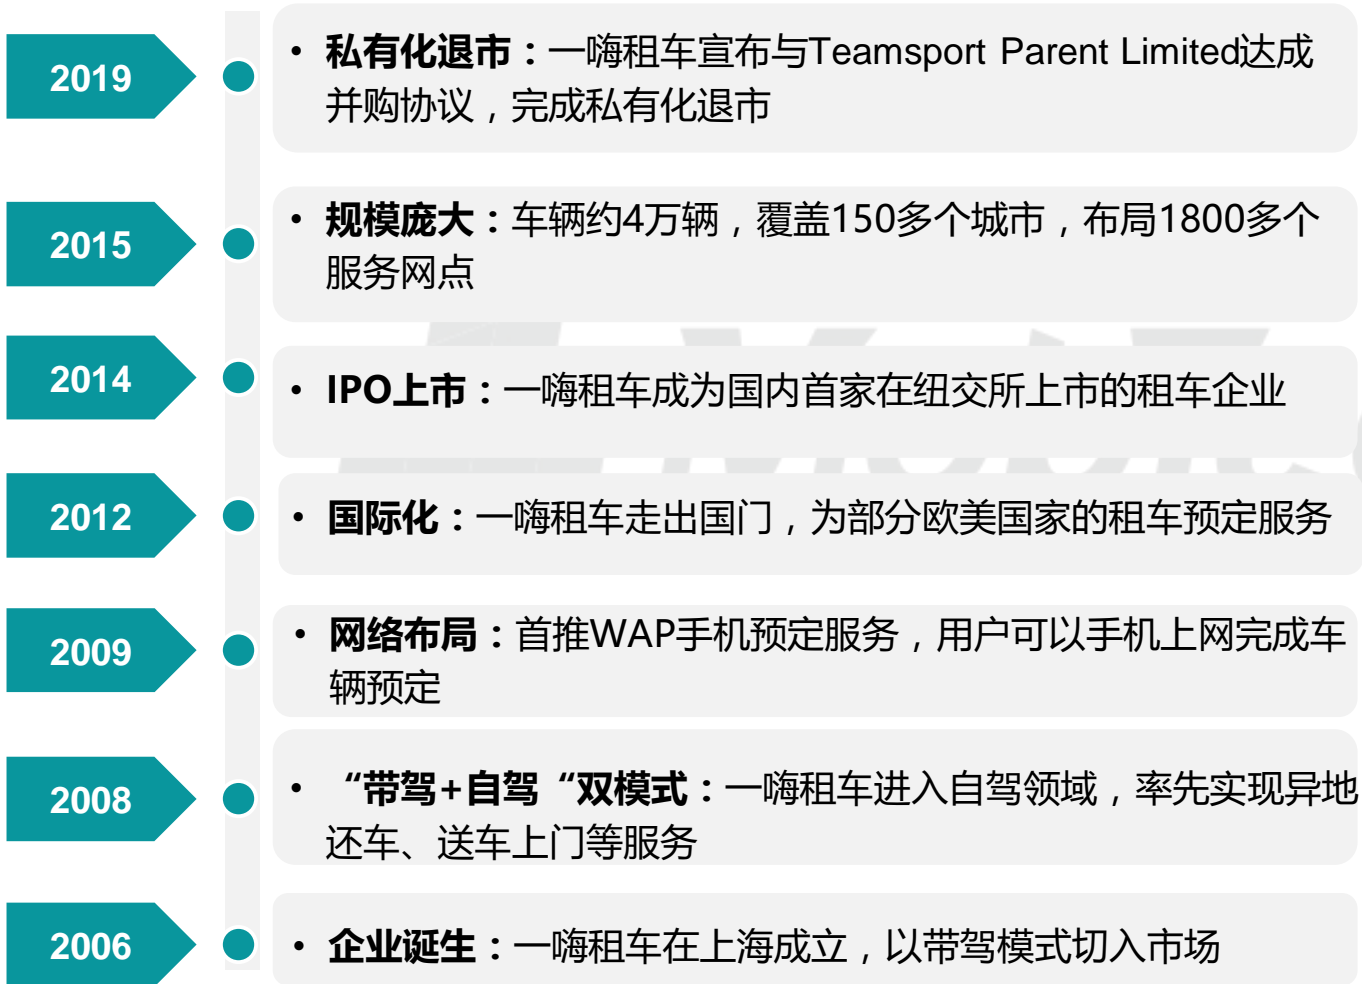 2019
• 私有化退市：一嗨租车宣布与Teamsport Parent Limited达成
并购协议，完成私有化退市
2015
• 规模庞大：车辆约4万辆，覆盖150多个城市，布局1800多个
服务网点
2014
• IPO上市：一嗨租车成为国内首家在纽交所上市的租车企业
2012
• 国际化：一嗨租车走出国门，为部分欧美国家的租车预定服务
2009
• 网络布局：首推WAP手机预定服务，用户可以手机上网完成车
辆预定
2008
• “带驾+自驾“双模式：一嗨租车进入自驾领域，率先实现异地
还车、送车上门等服务
2006
• 企业诞生：一嗨租车在上海成立，以带驾模式切入市场